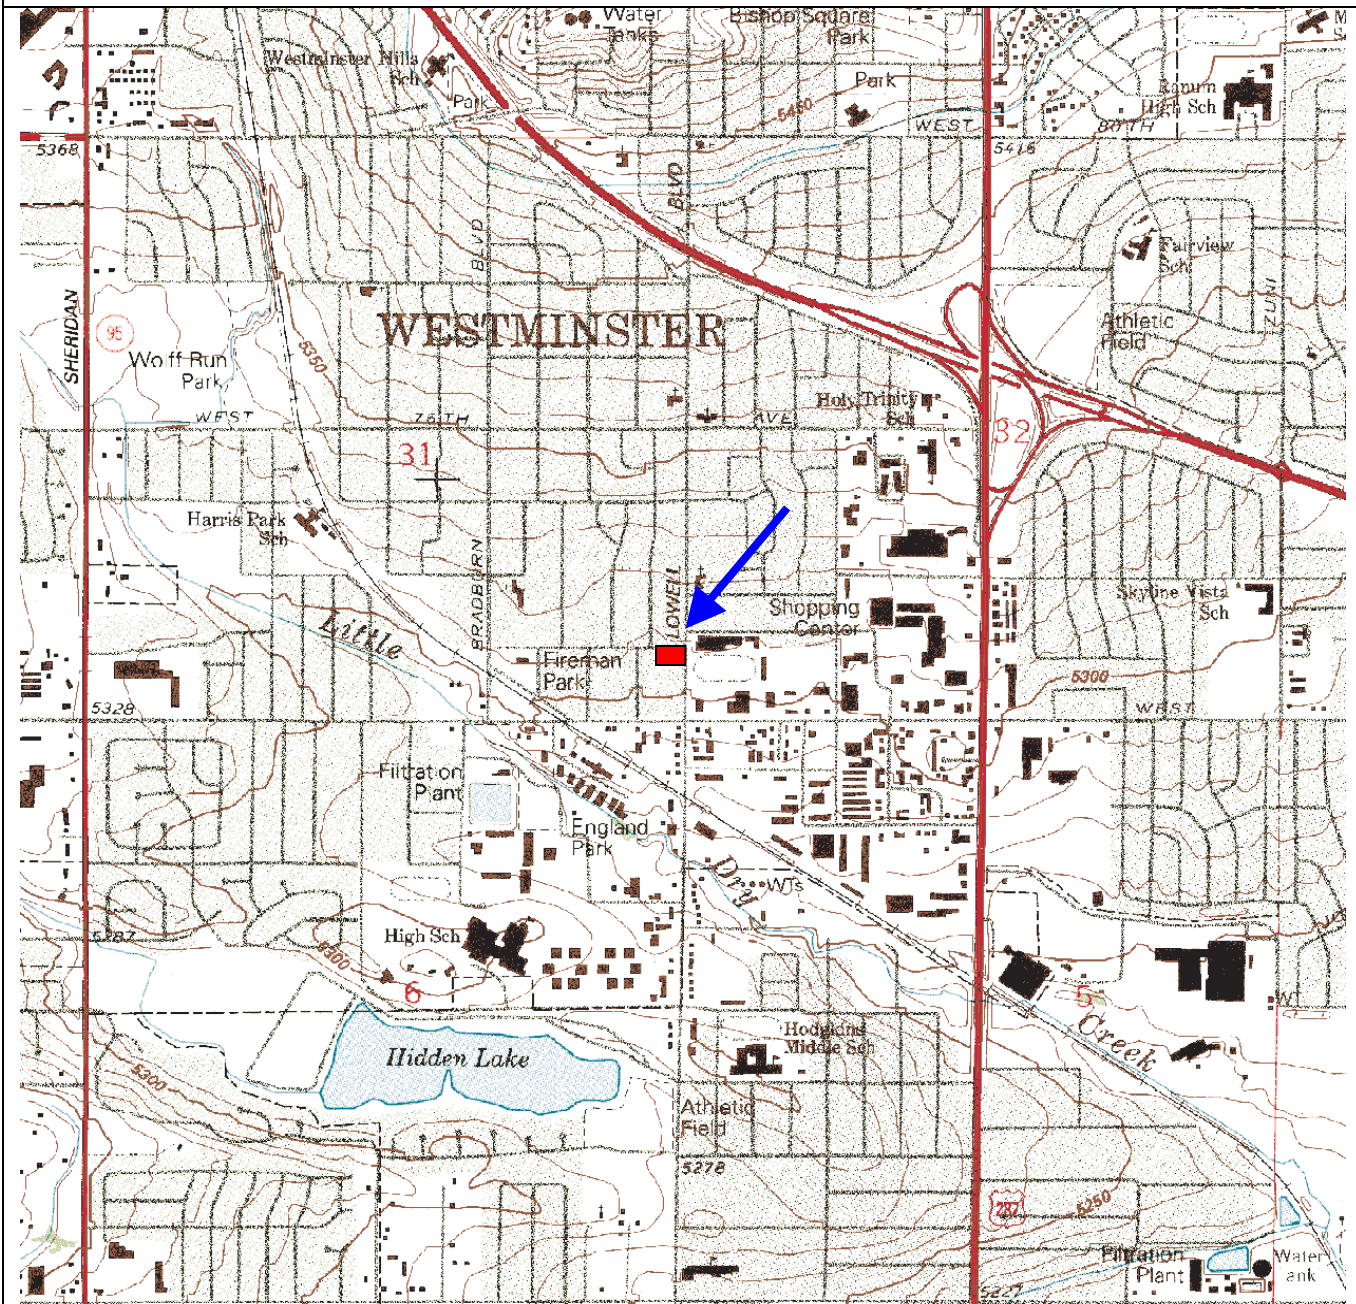 Water
Tanks
Bishop Square
Park
Westminster Hills
Sch
Park
Park
Ranum
High Sch
5450
WEST
80TH
5368
5416
BLVD
BLVD
Fairview
Sch
SHERIDAN
95
5350
WESTMINSTER
Athletic
Field
ZUNI
Wolff Run
Park
WEST
76TH
AVE
Holy Trinity
Sch
31
32
Harris Park
Sch
BRADBURN
LOWELL
Shopping
Center
Skyline Vista
Sch
Little
Fireman
Park
5300
5328
WEST
Filtration
Plant
England
Park
Dry
WTs
5287
High Sch
5300
6
5
WT
Creek
Hodgkins
Middle Sch
Hidden Lake
5300
Athletic
Field
5278
287
5250
Filtration
Plant
Water
ank
5227